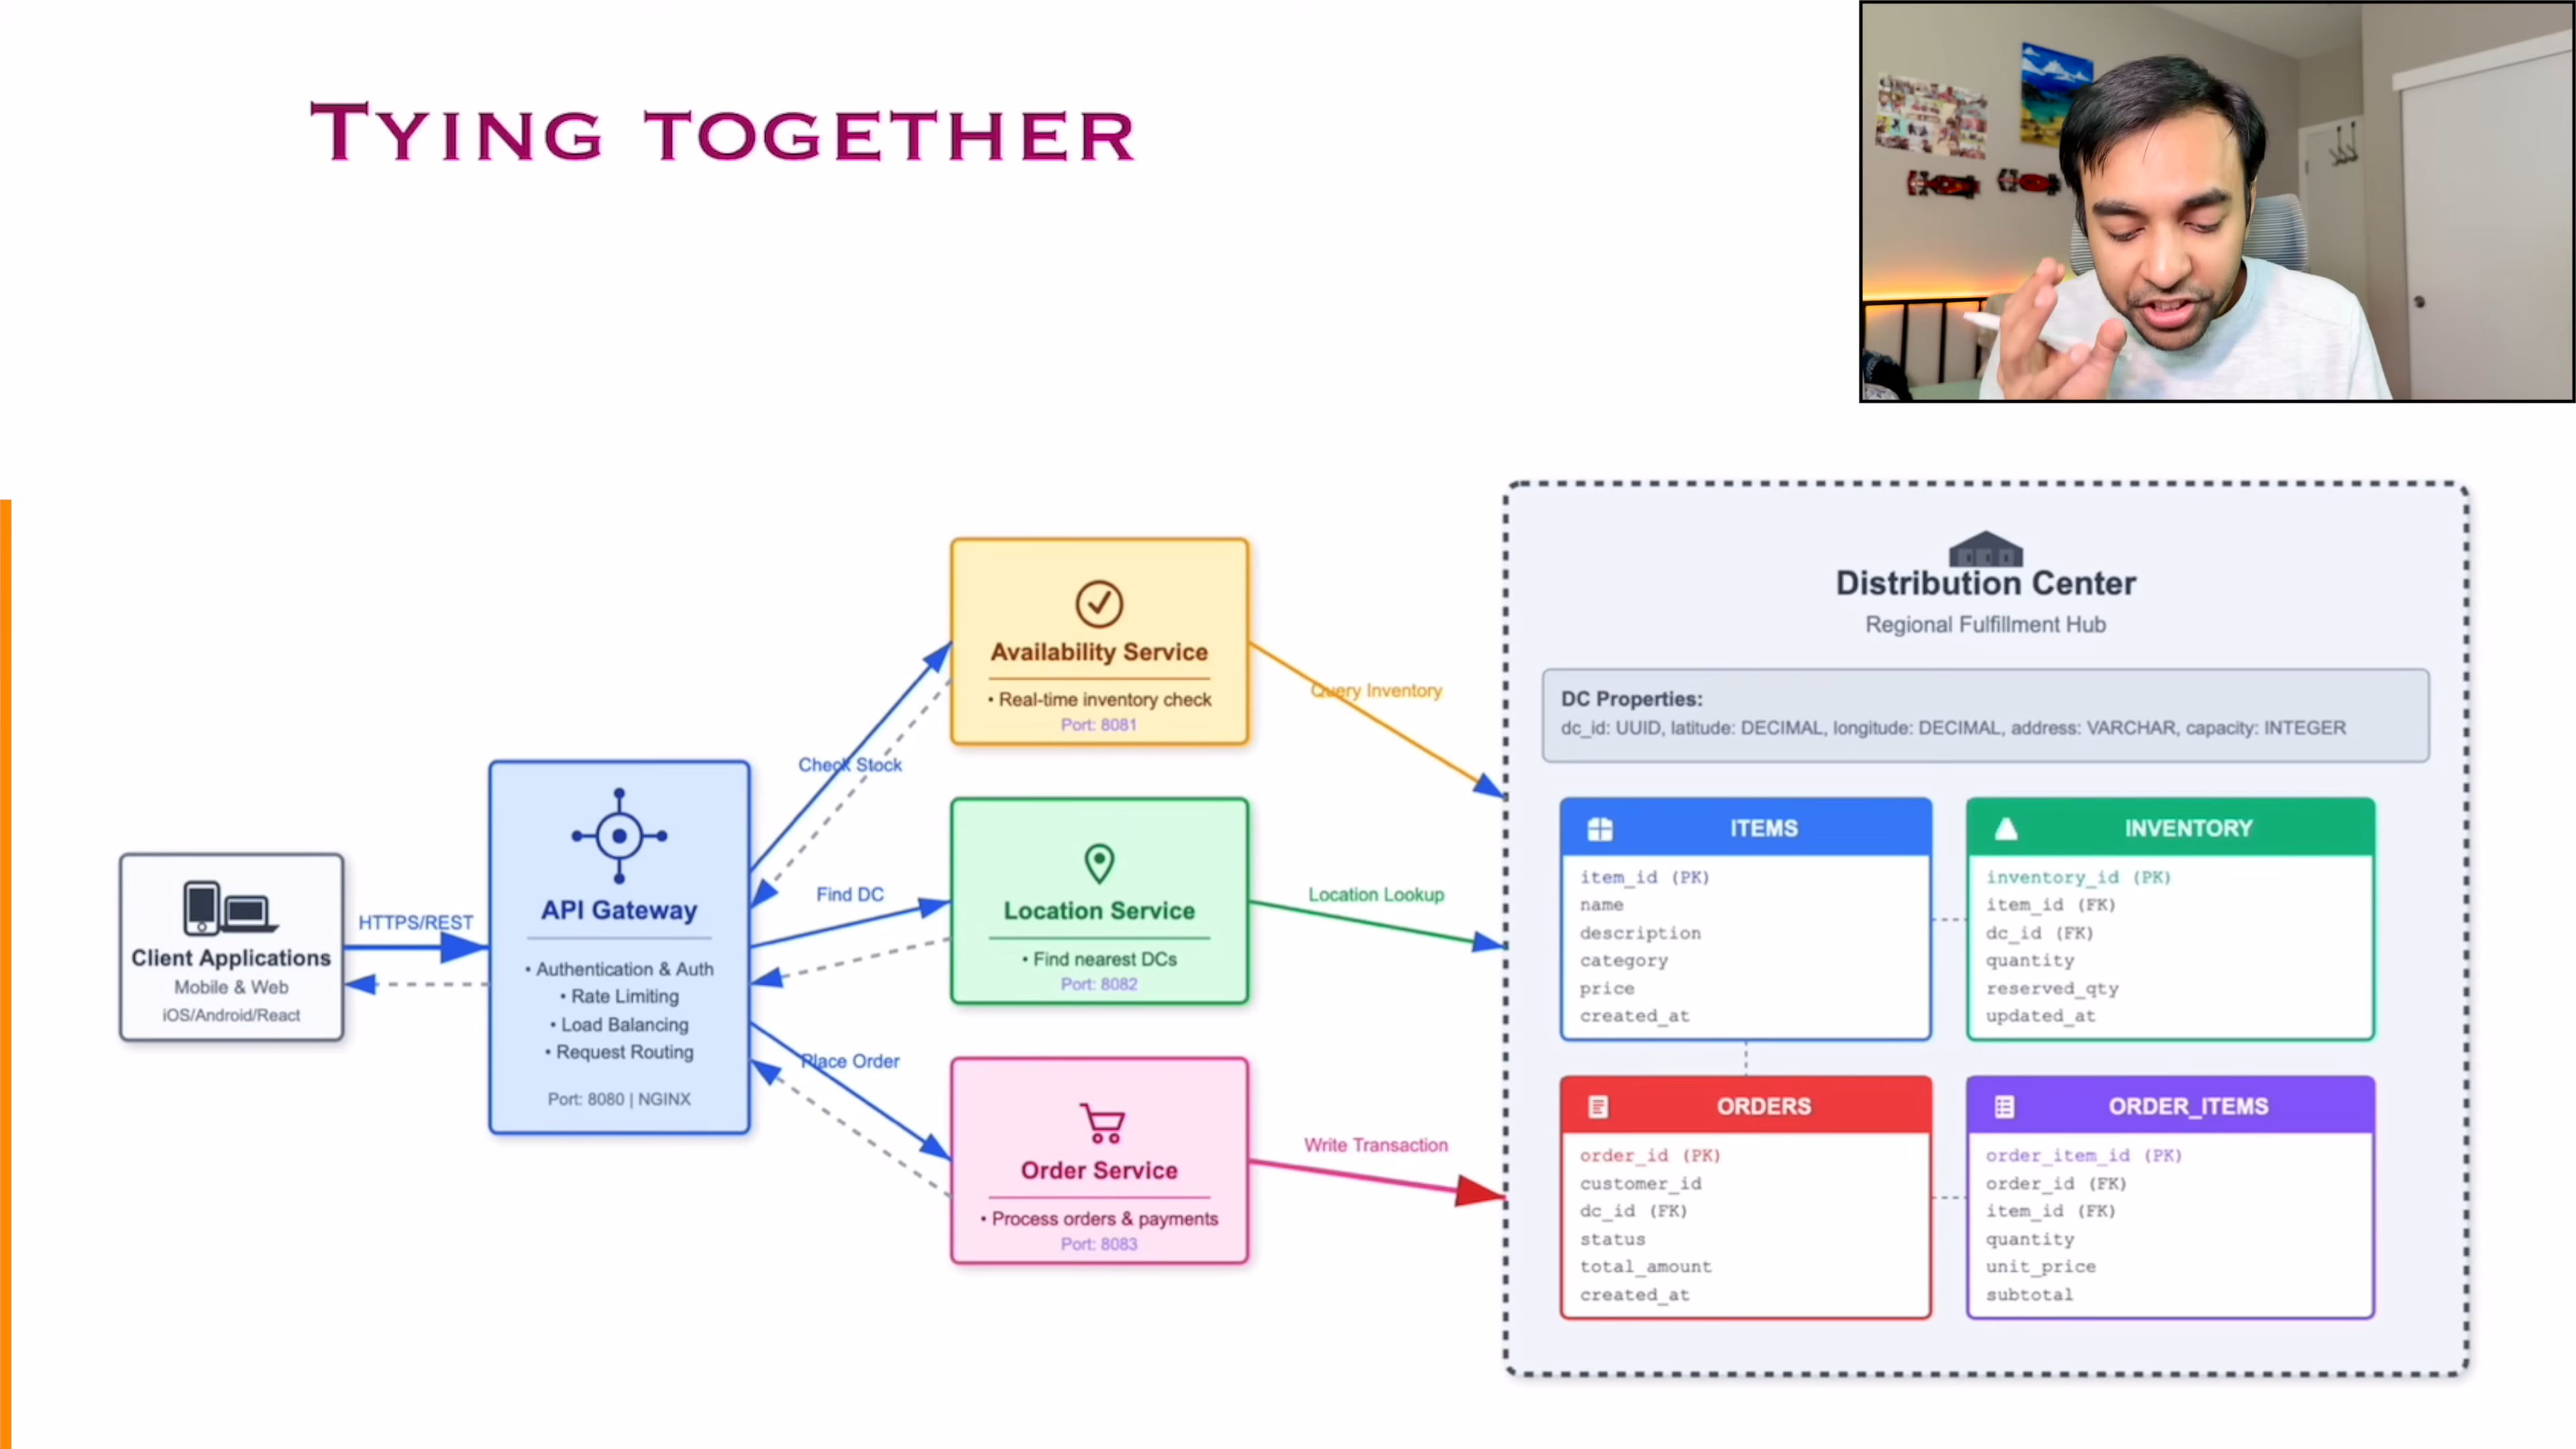 TYING TOGETHER
Client Applications
Mobile & Web
iOS/Android/React
HTTPS/REST
API Gateway
• Authentication & Auth
• Rate Limiting
• Load Balancing
• Request Routing
Port: 8080 | NGINX
Check Stock
Find DC
Place Order
Availability Service
• Real-time inventory check
Port: 8081
Location Service
• Find nearest DCs
Port: 8082
Order Service
• Process orders & payments
Port: 8083
Query Inventory
Location Lookup
Write Transaction
Distribution Center
Regional Fulfillment Hub
DC Properties:
dc_id: UUID, latitude: DECIMAL, longitude: DECIMAL, address: VARCHAR, capacity: INTEGER
ITEMS
item_id (PK)
name
description
category
price
created_at
INVENTORY
inventory_id (PK)
item_id (FK)
dc_id (FK)
quantity
reserved_qty
updated_at
ORDERS
order_id (PK)
customer_id
dc_id (FK)
status
total_amount
created_at
ORDER_ITEMS
order_item_id (PK)
order_id (FK)
item_id (FK)
quantity
unit_price
subtotal